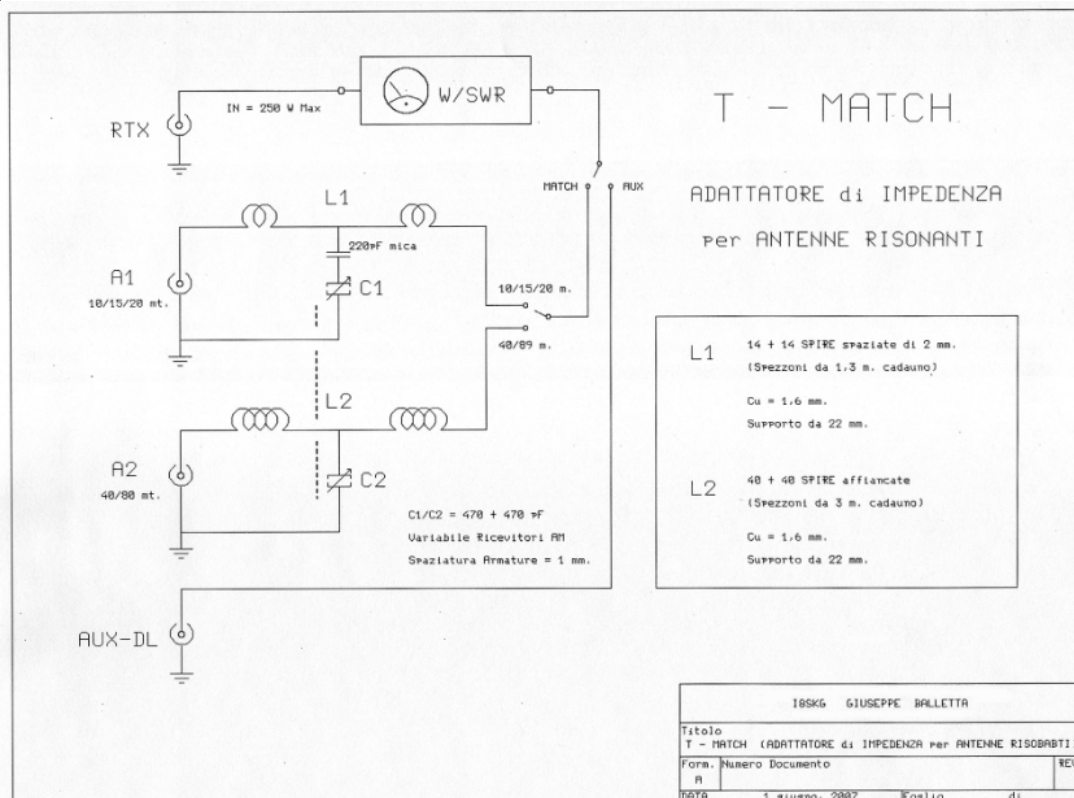 W/SWR
IN = 250 W Max
RTX
T - MATCH
MATCH
AUX
ADATTATORE di IMPEDENZA
per ANTENNE RISONANTI
L1
220pF mica
A1
C1
10/15/20 m.
10/15/20 mt.
40/89 m.
L2
A2
C2
40/80 mt.
C1/C2 = 470 + 470 pF
Variabile Ricevitori AM
Spaziatura Armature = 1 mm.
AUX-DL
L1
14 + 14 SPIRE spaziate di 2 mm.
(Spezzoni da 1,3 m. cadauno)
Cu = 1,6 mm.
Supporto da 22 mm.
L2
40 + 40 SPIRE affiancate
(Spezzoni da 3 m. cadauno)
Cu = 1,6 mm.
Supporto da 22 mm.
I8SKG GIUSEPPE BALLETTA
Titolo
T - MATCH (ADATTATORE di IMPEDENZA per ANTENNE RISOBABTI)
Form. Numero Documento REV
A
DATA 1 giugno, 2007 Foglio di